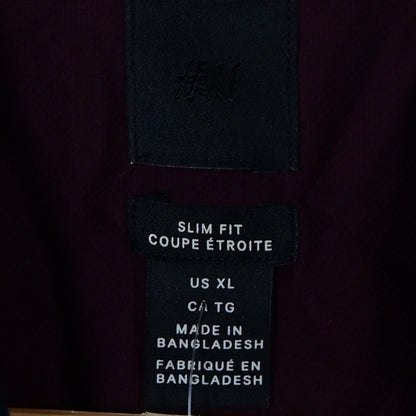 H&M
SLIM FIT
COUPE ÉTROITE
US XL
CA TG
MADE IN
BANGLADESH
FABRIQUÉ EN
BANGLADESH